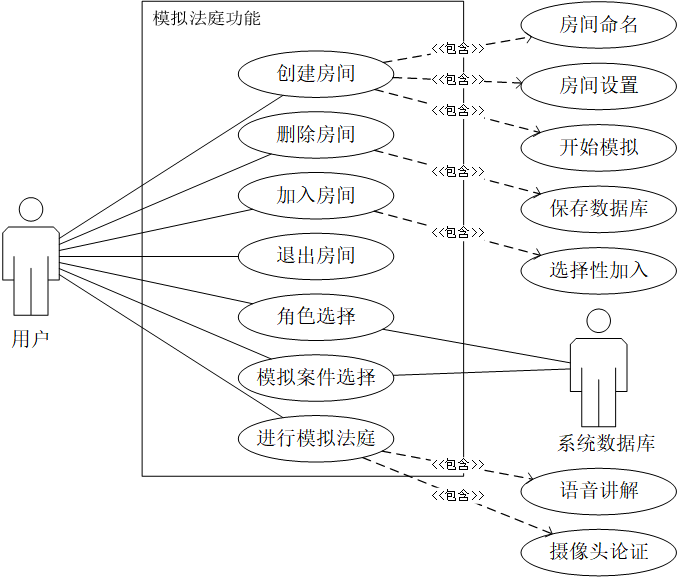 模拟法庭功能
房间命名
<<包含>>
创建房间
<<包含>>
房间设置
<<包含>>
删除房间
开始模拟
<<包含>>
加入房间
保存数据库
<<包含>>
退出房间
选择性加入
角色选择
用户
模拟案件选择
进行模拟法庭
系统数据库
<<包含>>
语音讲解
<<包含>>
摄像头论证